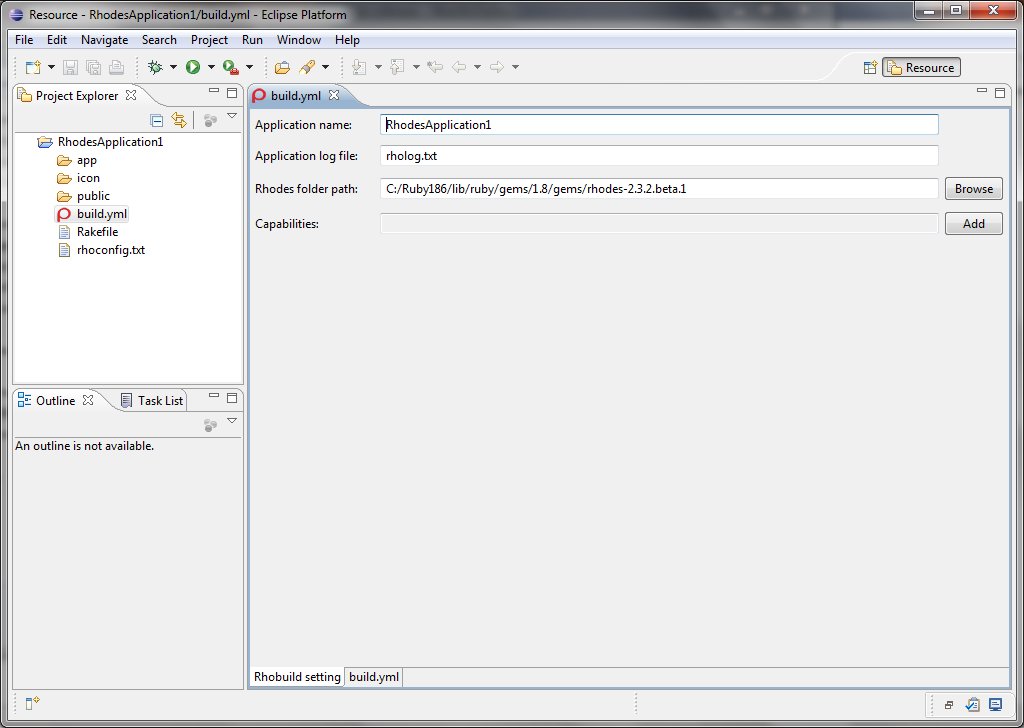 Resource - RhodesApplication1/build.yml - Eclipse Platform
File Edit Navigate Search Project Run Window Help
Resource
Project Explorer
RhodesApplication1
app
icon
public
build.yml
Rakefile
rhoconfig.txt
Outline Task List
An outline is not available.
build.yml
Application name: RhodesApplication1
Application log file: rholog.txt
Rhodes folder path: C:/Ruby186/lib/ruby/gems/1.8/gems/rhodes-2.3.2.beta.1 Browse
Capabilities: Add
Rhobuild setting build.yml